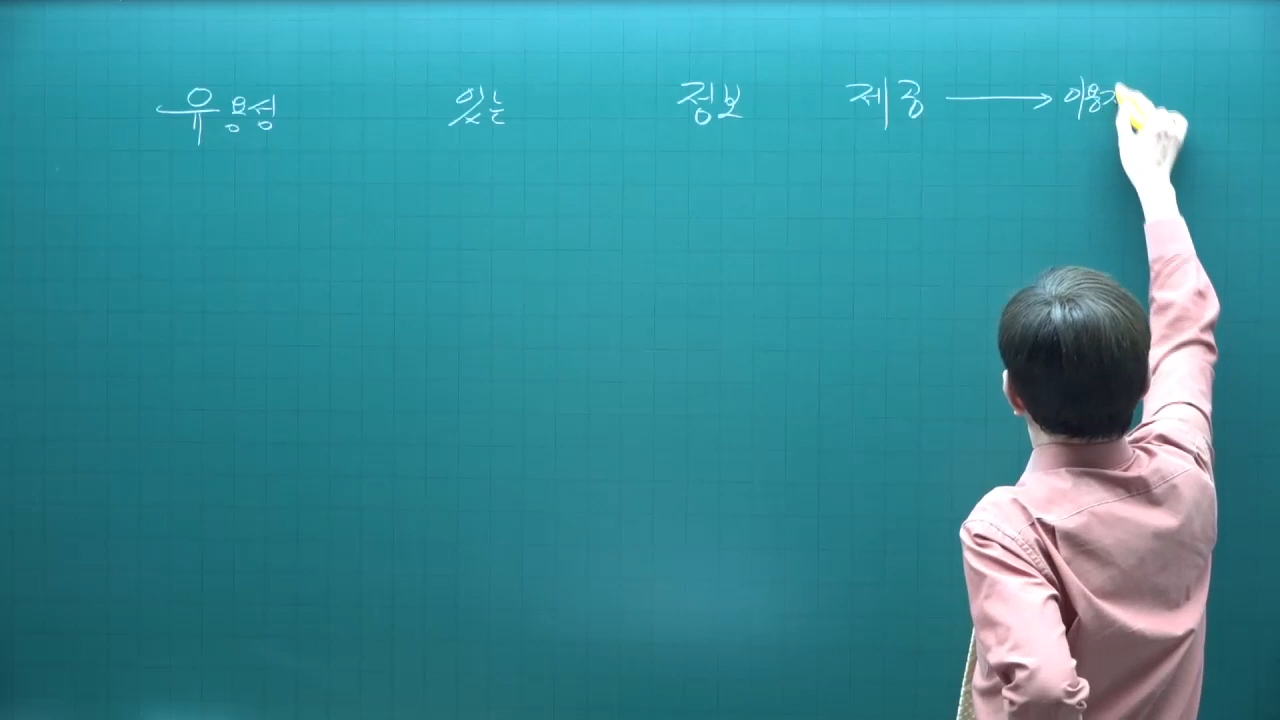 유용성 있는 정보 제공 → 이용